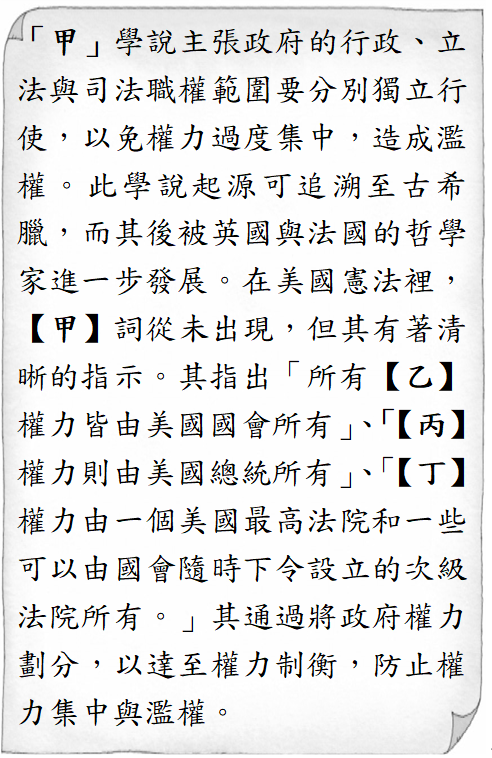 「甲」學說主張政府的行政、立
法與司法職權範圍要分別獨立行
使，以免權力過度集中，造成濫
權。此學說起源可追溯至古希
臘，而其後被英國與法國的哲學
家進一步發展。在美國憲法裡，
【甲】詞從未出現，但其有著清
晰的指示。其指出「所有【乙】
權力皆由美國國會所有」、「【丙】
權力則由美國總統所有」、「【丁】
權力由一個美國最高法院和一些
可以由國會隨時下令設立的次級
法院所有。」其通過將政府權力
劃分，以達至權力制衡，防止權
力集中與濫權。